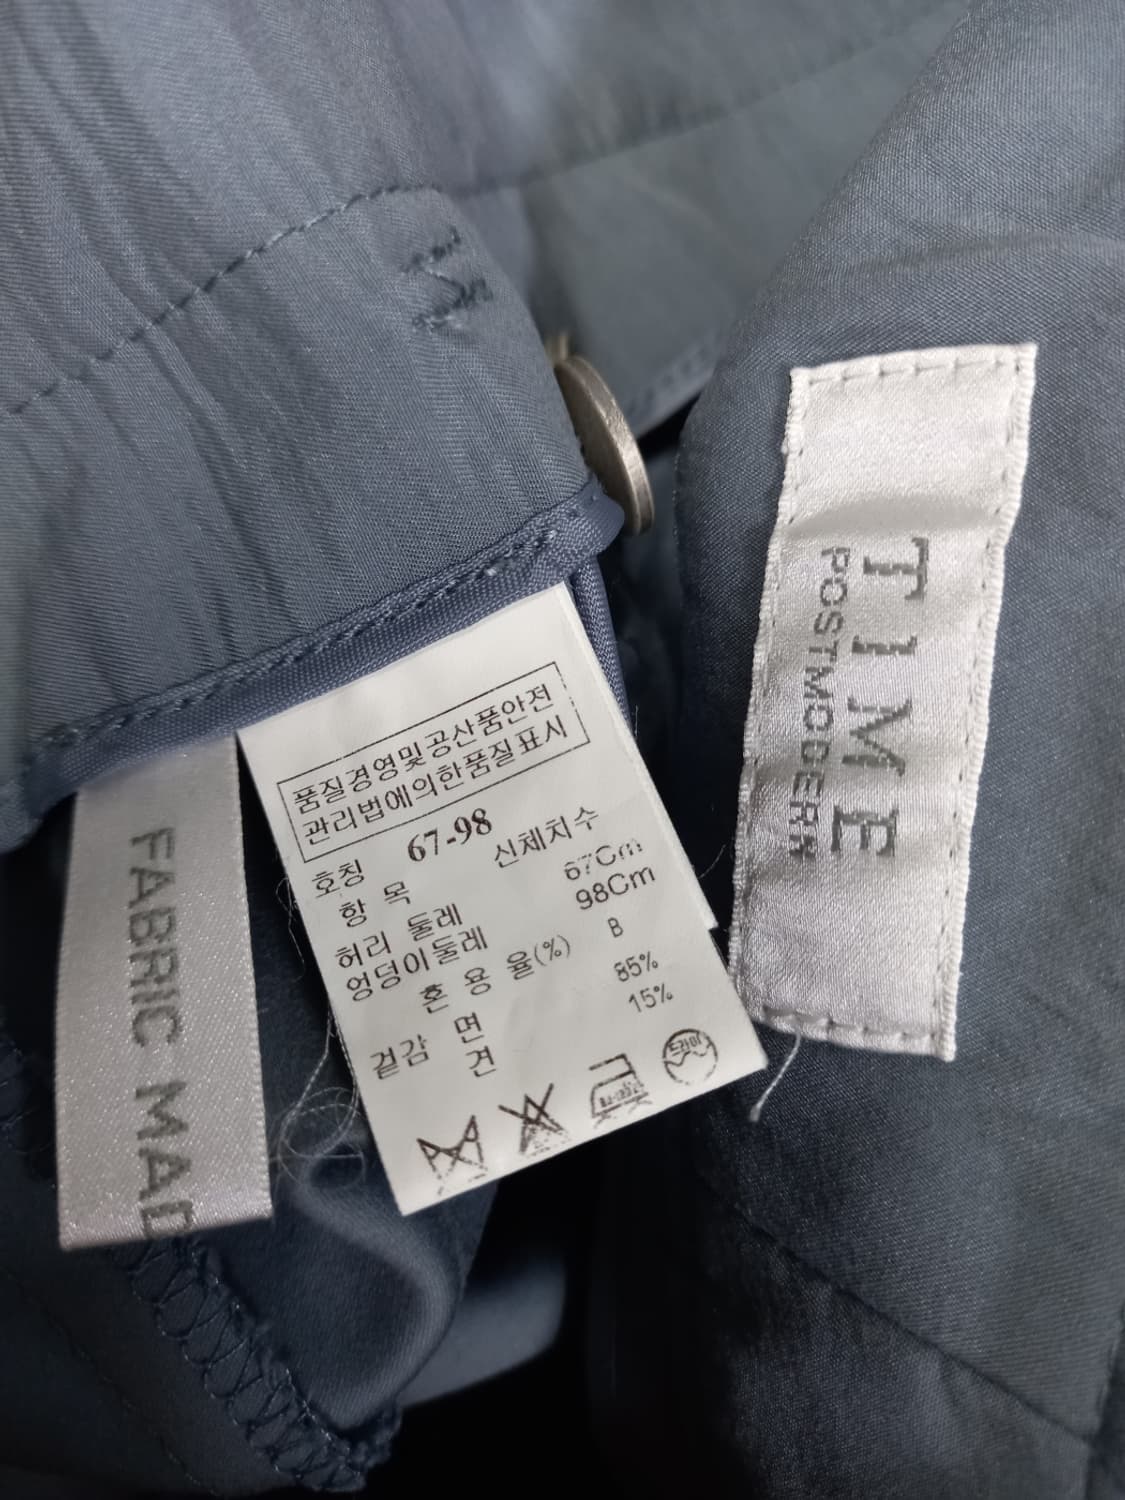 품질경영및공산품안전
관리법에의한품질표시
호칭 67-98
항 목 신체치수
허리 둘레 67Cm
엉덩이둘레 98Cm
혼 용 율(%) B
겉감 면 85%
견 15%
드라이
TIME
POSTMODERN
FABRIC MAD